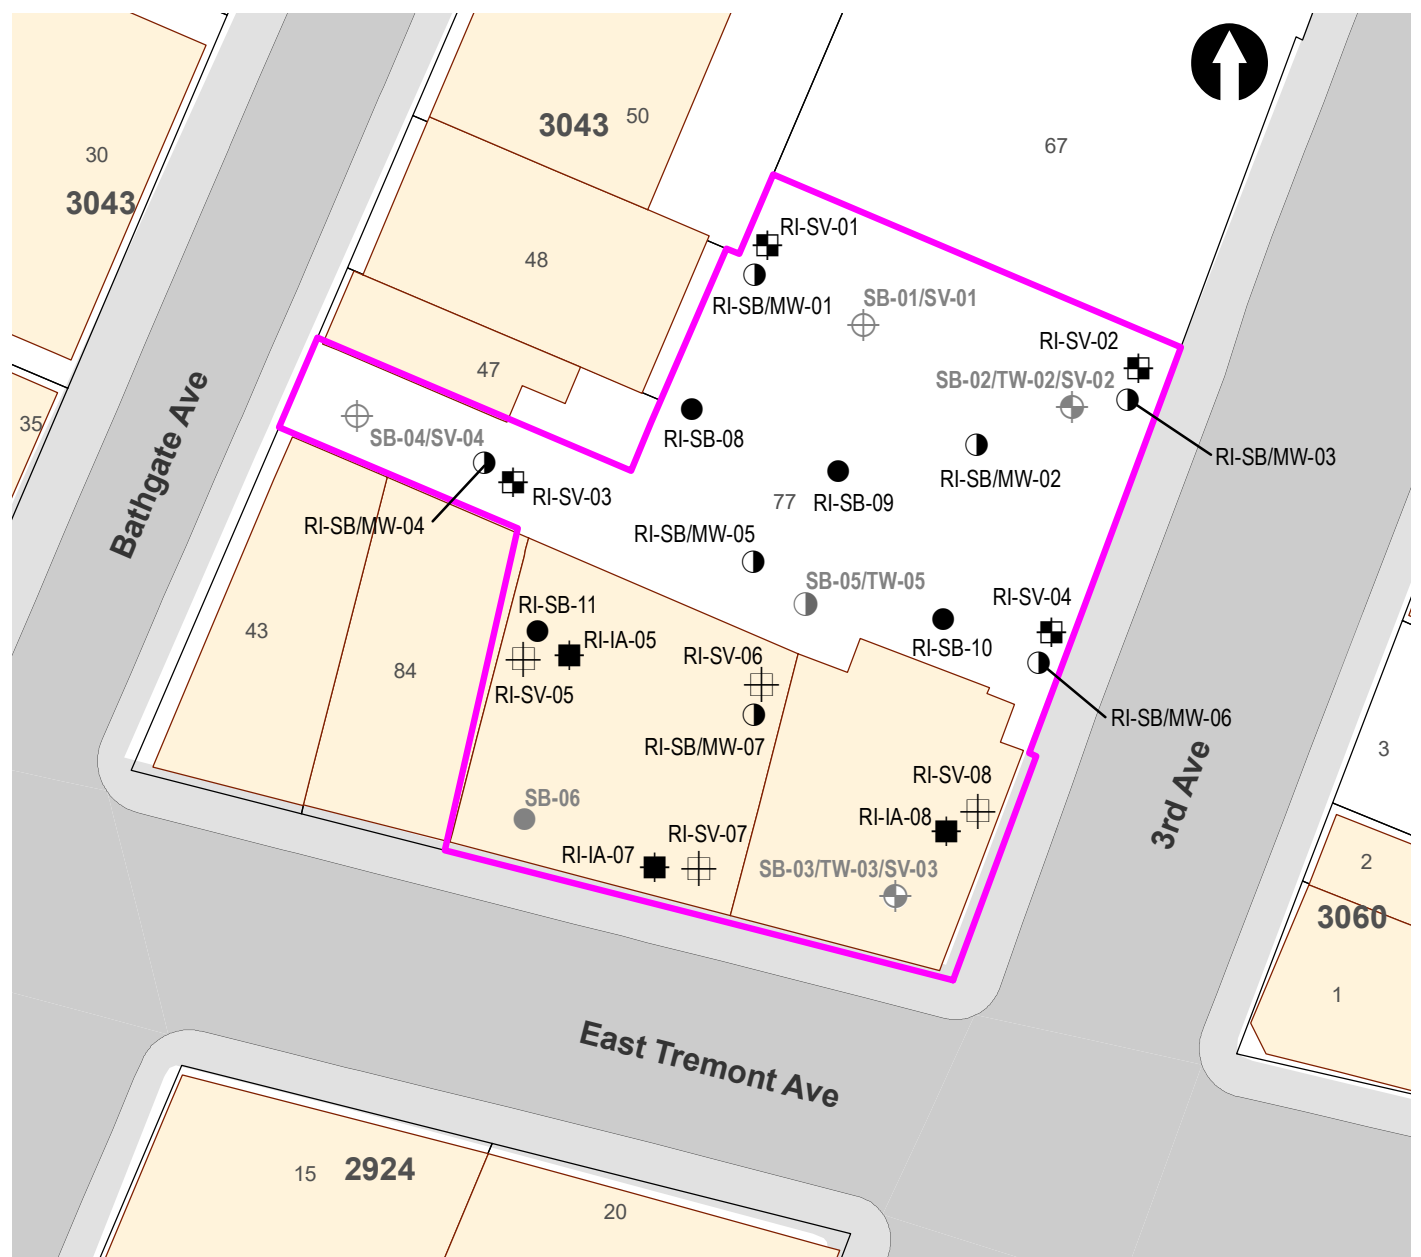 3043
50
30
3043
67
RI-SV-01
48
RI-SB/MW-01
SB-01/SV-01
RI-SV-02
47
SB-02/TW-02/SV-02
35
Bathgate Ave
SB-04/SV-04
RI-SB-08
RI-SB/MW-03
RI-SB/MW-02
RI-SV-03
RI-SB-09
77
RI-SB/MW-04
RI-SB/MW-05
SB-05/TW-05
RI-SV-04
RI-SB-11
43
RI-IA-05
RI-SB-10
RI-SV-06
84
RI-SV-05
RI-SB/MW-06
RI-SB/MW-07
3
3rd Ave
RI-SV-08
SB-06
RI-IA-08
RI-SV-07
RI-IA-07
2
SB-03/TW-03/SV-03
3060
1
East Tremont Ave
15
2924
20